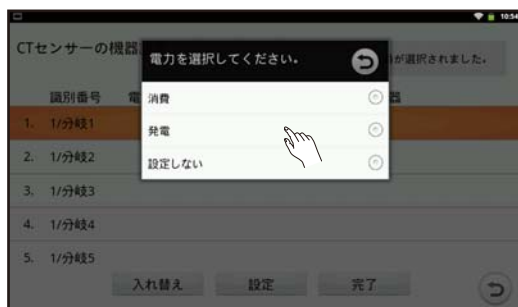 10:54
CTセンサーの機器
が選択されました。
電力を選択してください。
識別番号 電 器
消費
発電
設定しない
1. 1/分岐1
2. 1/分岐2
3. 1/分岐3
4. 1/分岐4
5. 1/分岐5
入れ替え 設定 完了